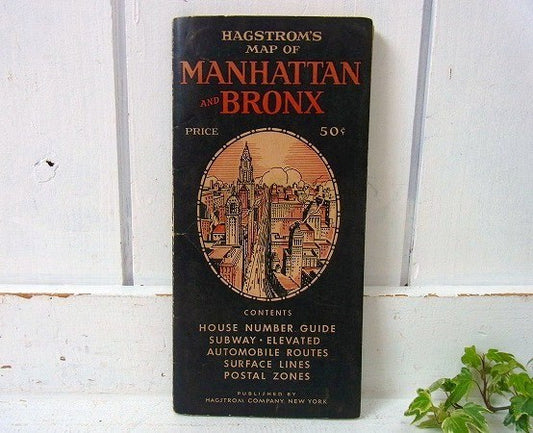 HAGSTROM'S
MAP OF
MANHATTAN
AND BRONX
PRICE 50¢
CONTENTS
HOUSE NUMBER GUIDE
SUBWAY · ELEVATED
AUTOMOBILE ROUTES
SURFACE LINES
POSTAL ZONES
PUBLISHED BY
HAGSTROM COMPANY, NEW YORK